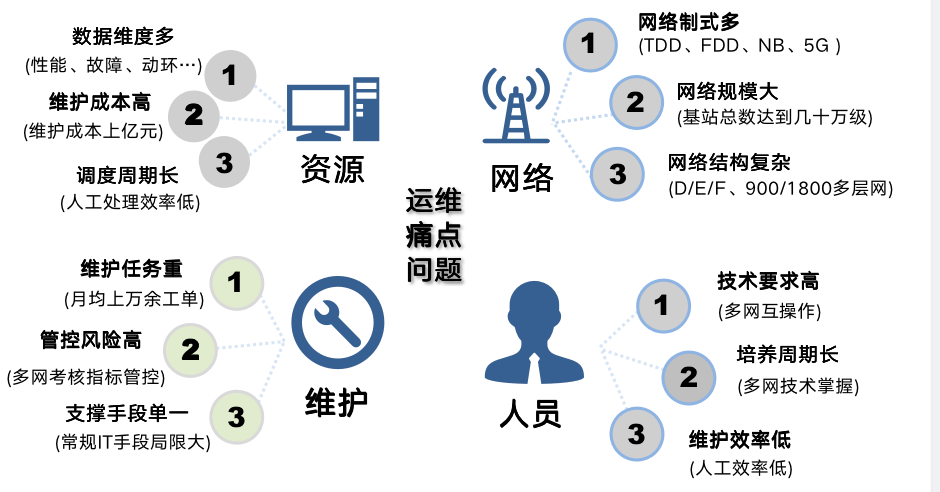 数据维度多
(性能、故障、动环…)
1
维护成本高
(维护成本上亿元)
2
调度周期长
(人工处理效率低)
3
资源
网络制式多
(TDD、FDD、NB、5G )
1
网络规模大
(基站总数达到几十万级)
2
网络结构复杂
(D/E/F、900/1800多层网)
3
网络
运维
痛点
问题
维护任务重
(月均上万余工单)
1
管控风险高
(多网考核指标管控)
2
支撑手段单一
(常规IT手段局限大)
3
维护
技术要求高
(多网互操作)
1
培养周期长
(多网技术掌握)
2
维护效率低
(人工效率低)
3
人员